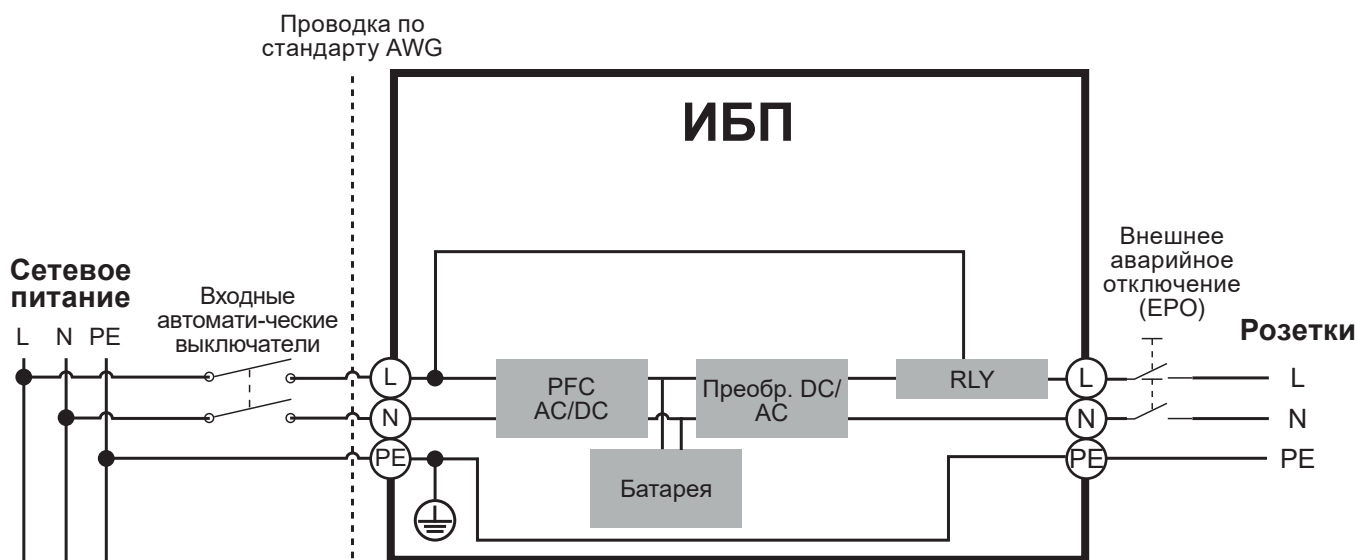 Проводка по
стандарту AWG
ИБП
Внешнее
аварийное
отключение
(EPO)
Сетевое
питание
Входные
автомати-ческие
выключатели
Розетки
L N PE
L
PFC
AC/DC
Преобр. DC/
AC
RLY
L
L
N
N
N
PE
Батарея
PE
PE